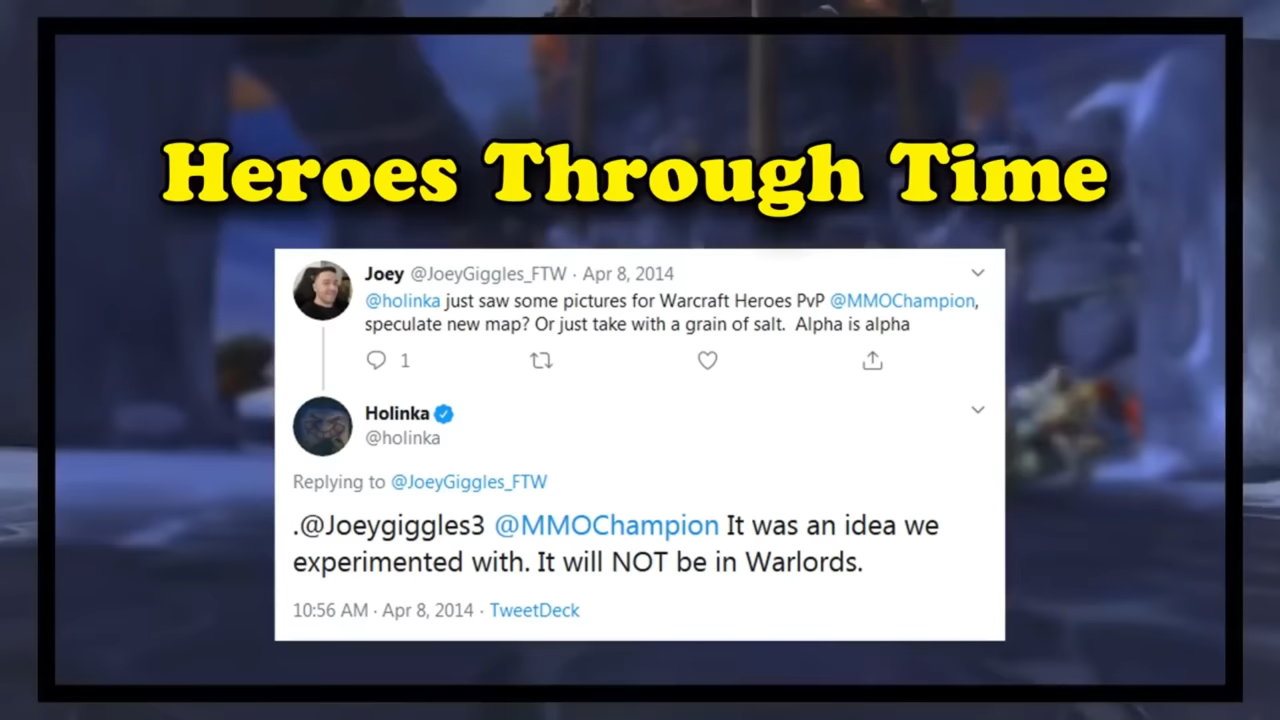 Heroes Through Time
Joey @JoeyGiggles_FTW · Apr 8, 2014
@holinka just saw some pictures for Warcraft Heroes PvP @MMOChampion,
speculate new map? Or just take with a grain of salt. Alpha is alpha
1
Holinka
@holinka
Replying to @JoeyGiggles_FTW
.@Joeygiggles3 @MMOChampion It was an idea we
experimented with. It will NOT be in Warlords.
10:56 AM · Apr 8, 2014 · TweetDeck